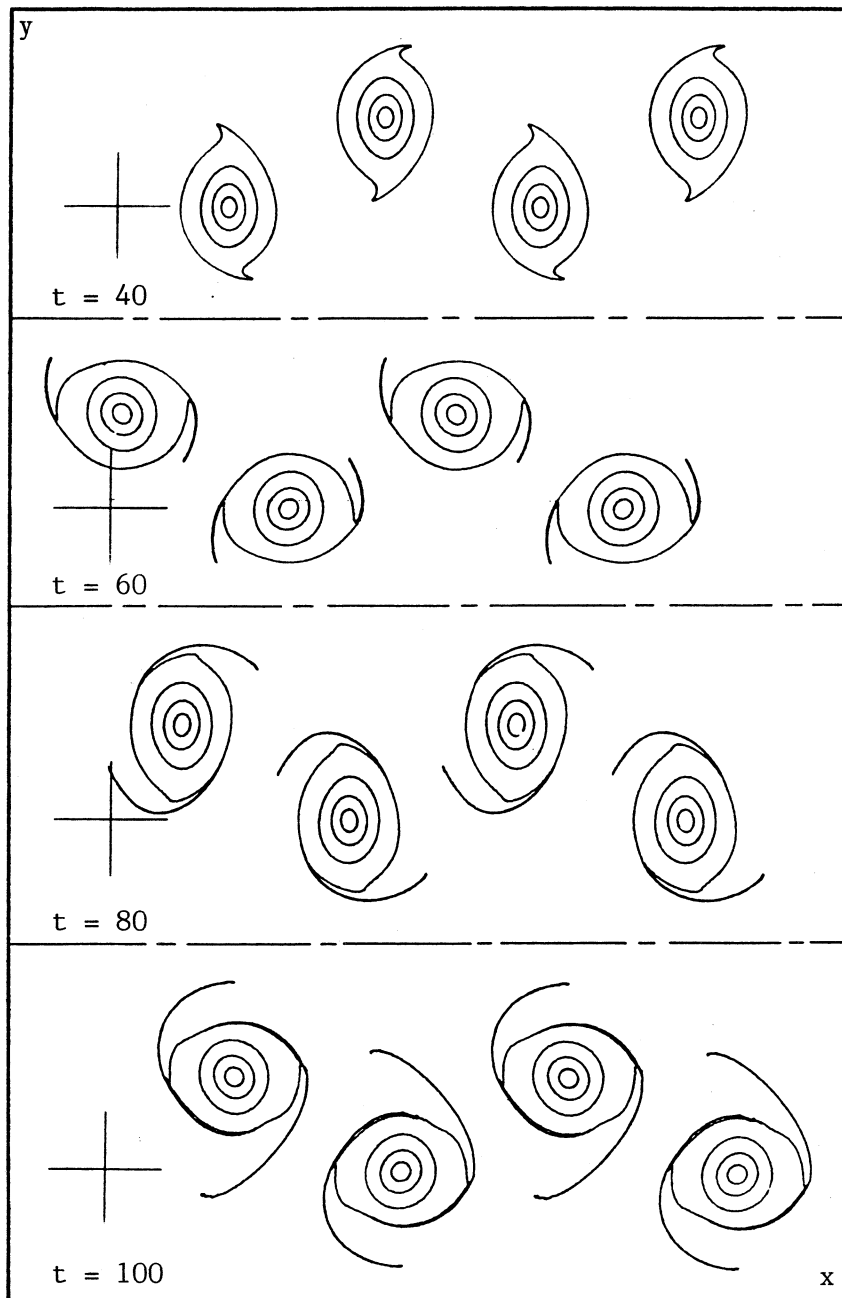 y
t = 40
t = 60
t = 80
t = 100
x